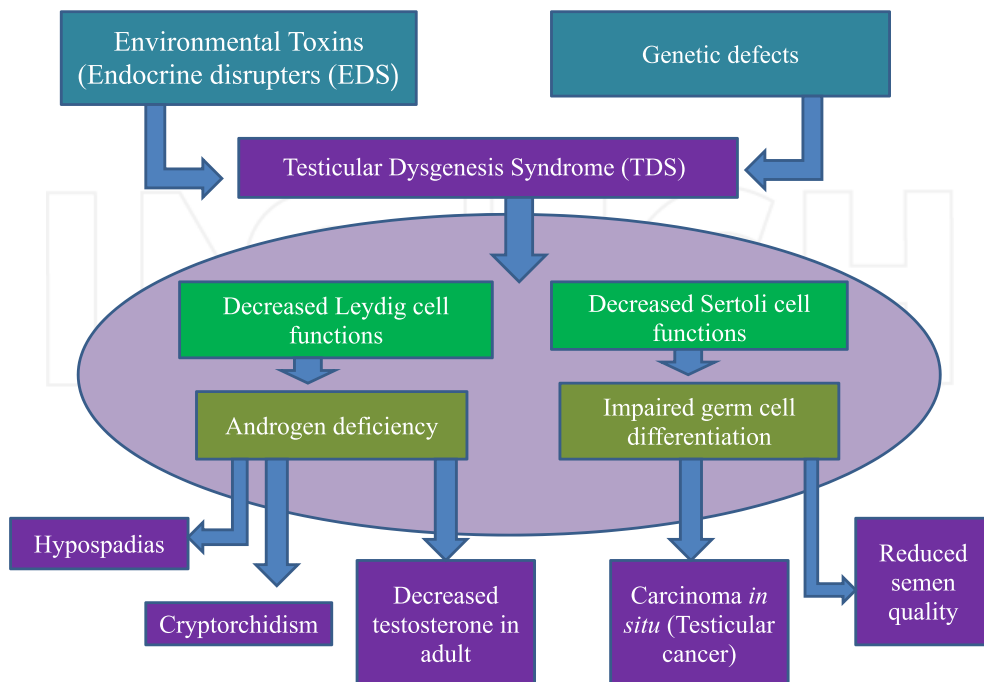 Environmental Toxins
(Endocrine disrupters (EDS)
Genetic defects
Testicular Dysgenesis Syndrome (TDS)
Decreased Leydig cell
functions
Decreased Sertoli cell
functions
Androgen deficiency
Impaired germ cell
differentiation
Hypospadias
Cryptorchidism
Decreased
testosterone in
adult
Carcinoma in
situ (Testicular
cancer)
Reduced
semen
quality